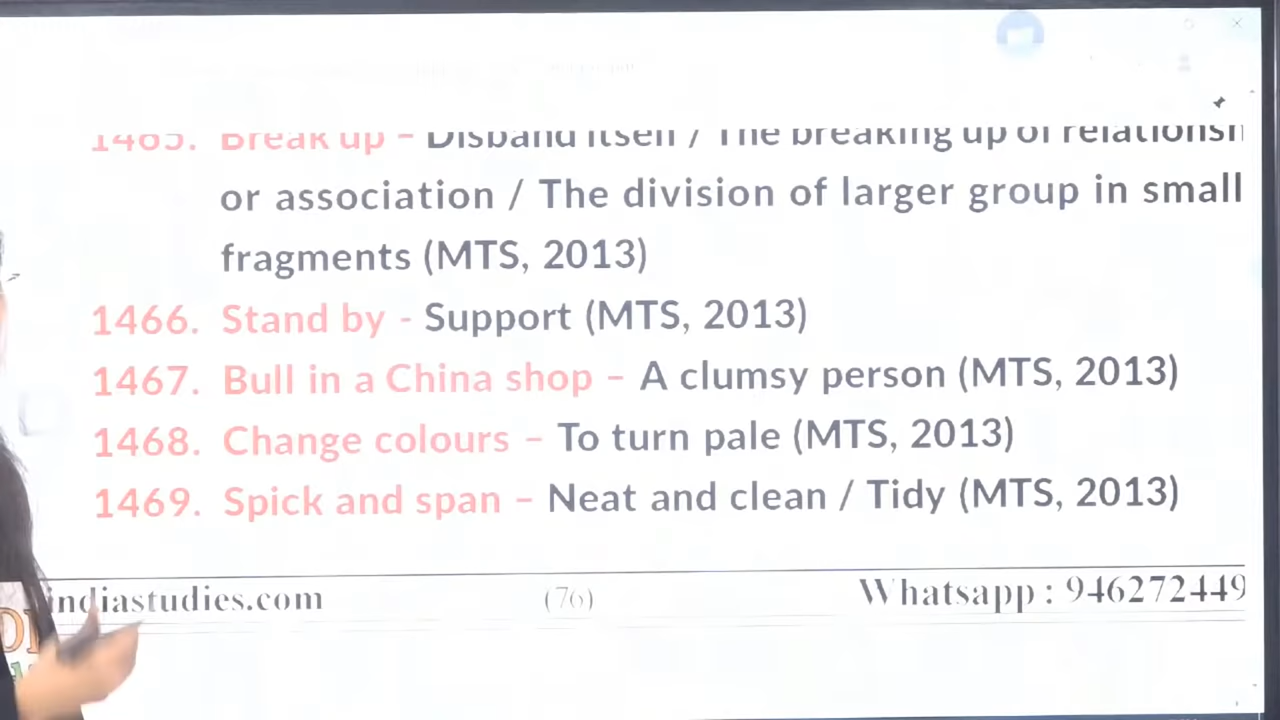 1465. Break up – Disband itself / The breaking up of
or association / The division of larger group in small
fragments (MTS, 2013)
1466. Stand by - Support (MTS, 2013)
1467. Bull in a China shop – A clumsy person (MTS, 2013)
1468. Change colours – To turn pale (MTS, 2013)
1469. Spick and span – Neat and clean / Tidy (MTS, 2013)
indiastudies.com (76) Whatsapp : 946272449